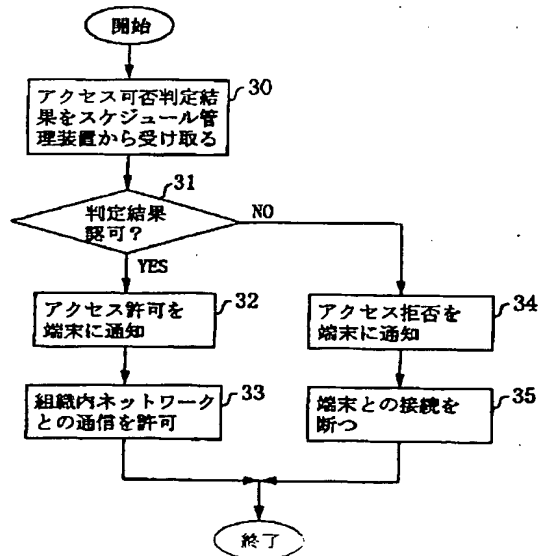 開始
アクセス可否判定結
果をスケジュール管
理装置から受け取る
30
判定結果
認可?
31
NO
YES
アクセス許可を
端末に通知
32
アクセス拒否を
端末に通知
34
組織内ネットワーク
との通信を許可
33
端末との接続を
断つ
35
終了